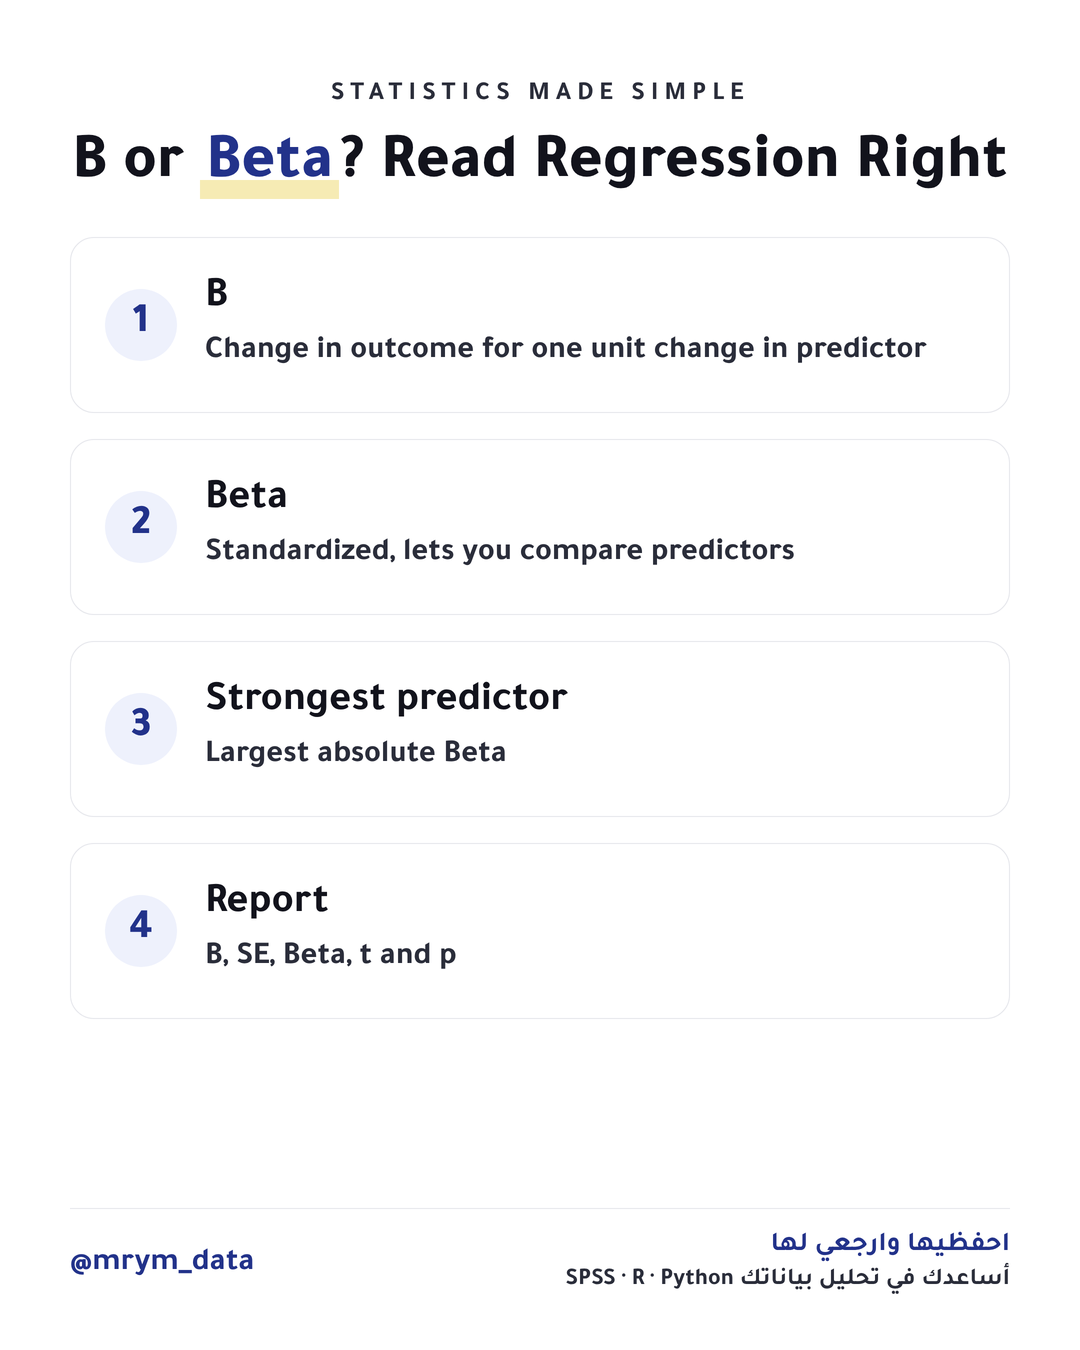 STATISTICS MADE SIMPLE
B or Beta? Read Regression Right
1
B
Change in outcome for one unit change in predictor
2
Beta
Standardized, lets you compare predictors
3
Strongest predictor
Largest absolute Beta
4
Report
B, SE, Beta, t and p
@mrym_data
احفظيها وارجعي لها
أساعدك في تحليل بياناتك SPSS · R · Python